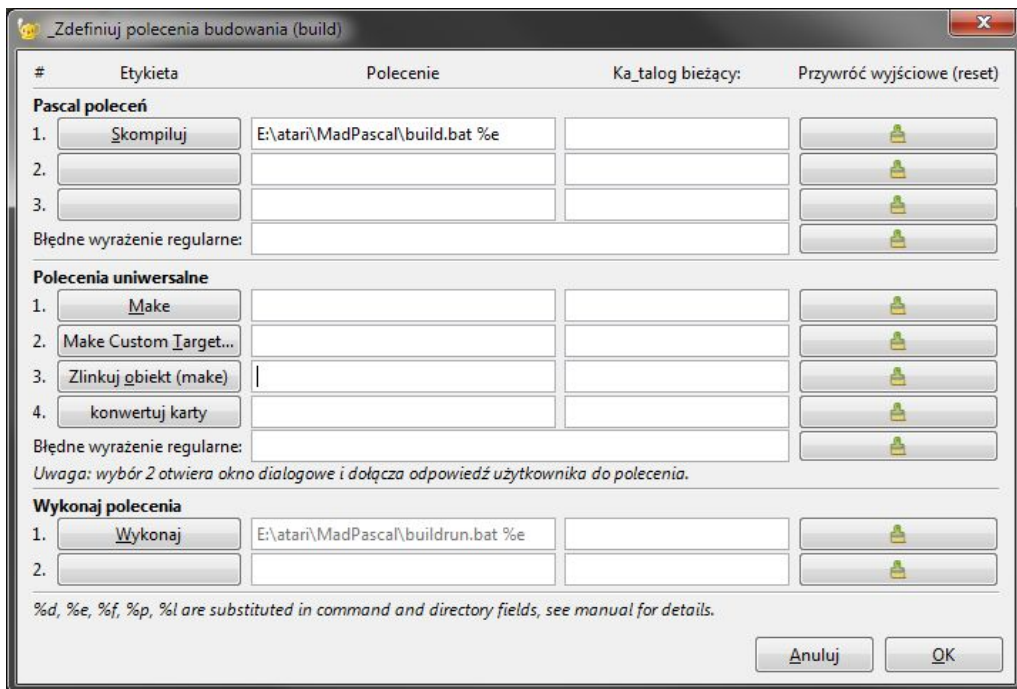 _Zdefiniuj polecenia budowania (build)
# Etykieta Polecenie Ka_talog bieżący: Przywróć wyjściowe (reset)
Pascal poleceń
1. Skompiluj E:\atari\MadPascal\build.bat %e
2.
3.
Błędne wyrażenie regularne:
Polecenia uniwersalne
1. Make
2. Make Custom Target...
3. Zlinkuj obiekt (make)
4. konwertuj karty
Błędne wyrażenie regularne:
Uwaga: wybór 2 otwiera okno dialogowe i dołącza odpowiedź użytkownika do polecenia.
Wykonaj polecenia
1. Wykonaj E:\atari\MadPascal\buildrun.bat %e
2.
%d, %e, %f, %p, %l are substituted in command and directory fields, see manual for details.
Anuluj OK